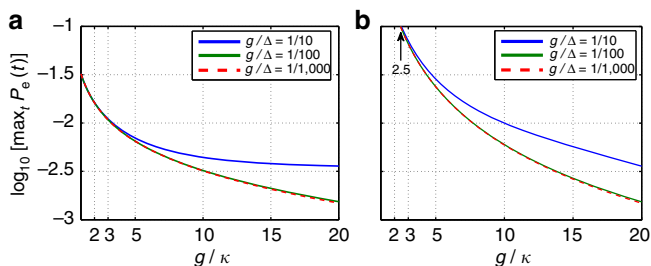 a
log10 [maxt Pe (t)]
−1
−1.5
−2
−2.5
−3
g/Δ = 1/10
g/Δ = 1/100
g/Δ = 1/1,000
2 3 5 10 15 20
g / κ
b
2.5
g/Δ = 1/10
g/Δ = 1/100
g/Δ = 1/1,000
2 3 5 10 15 20
g / κ